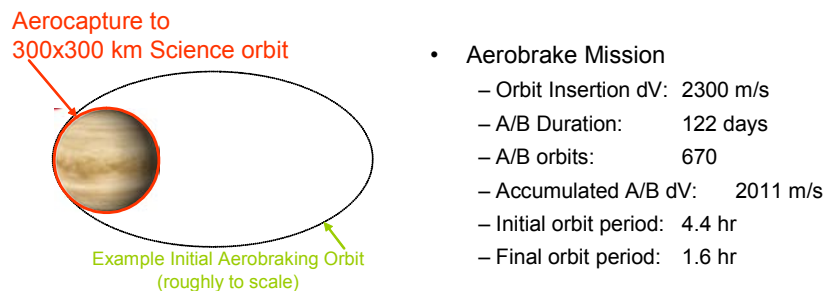 Aerocapture to
300x300 km Science orbit
Example Initial Aerobraking Orbit
(roughly to scale)
• Aerobrake Mission
– Orbit Insertion dV: 2300 m/s
– A/B Duration: 122 days
– A/B orbits: 670
– Accumulated A/B dV: 2011 m/s
– Initial orbit period: 4.4 hr
– Final orbit period: 1.6 hr